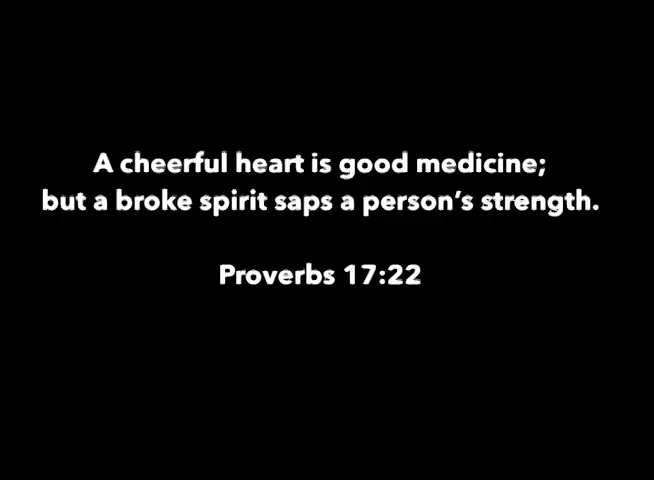 A cheerful heart is good medicine;
but a broke spirit saps a person’s strength.
Proverbs 17:22